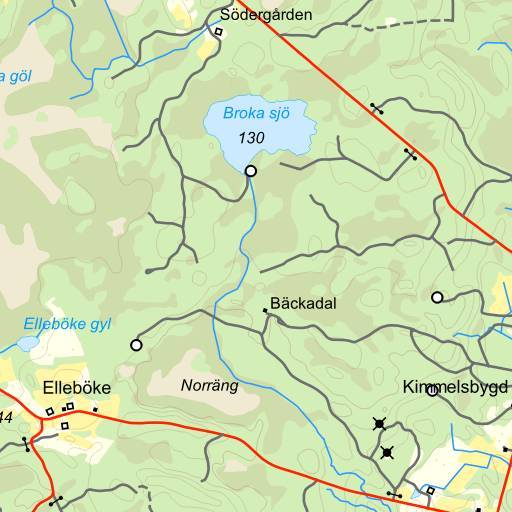 Södergården
a göl
Broka sjö
130
Bäckadal
Elleböke gyl
Elleböke
Norräng
Kimmelsbygd
44